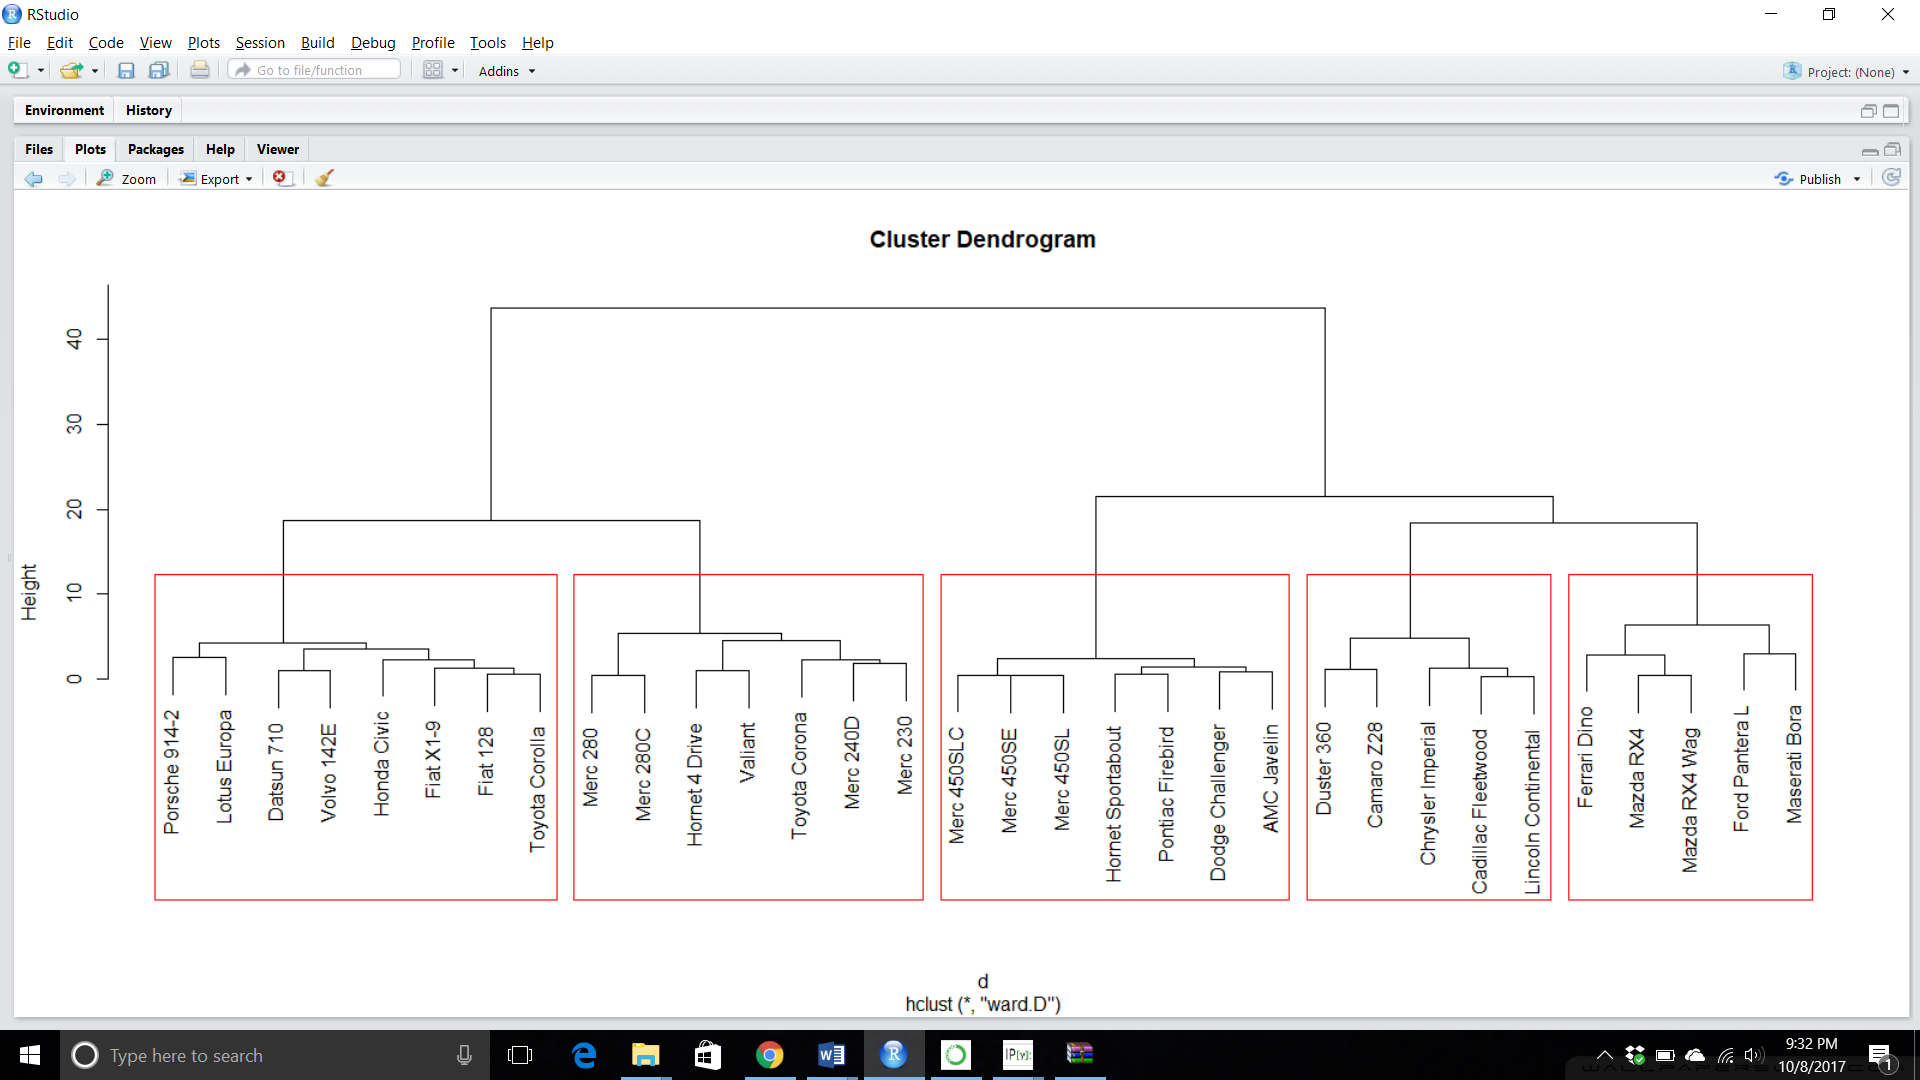 RStudio
File Edit Code View Plots Session Build Debug Profile Tools Help
Go to file/function
Addins
Project: (None)
Environment History
Files Plots Packages Help Viewer
Zoom Export Publish
Cluster Dendrogram
Height
0 10 20 30 40
Porsche 914-2
Lotus Europa
Datsun 710
Volvo 142E
Honda Civic
Fiat X1-9
Fiat 128
Toyota Corolla
Merc 280
Merc 280C
Hornet 4 Drive
Valiant
Toyota Corona
Merc 240D
Merc 230
Merc 450SLC
Merc 450SE
Merc 450SL
Hornet Sportabout
Pontiac Firebird
Dodge Challenger
AMC Javelin
Duster 360
Camaro Z28
Chrysler Imperial
Cadillac Fleetwood
Lincoln Continental
Ferrari Dino
Mazda RX4
Mazda RX4 Wag
Ford Pantera L
Maserati Bora
d
hclust (*, "ward.D")
Type here to search
IP[y]:
9:32 PM
10/8/2017
1